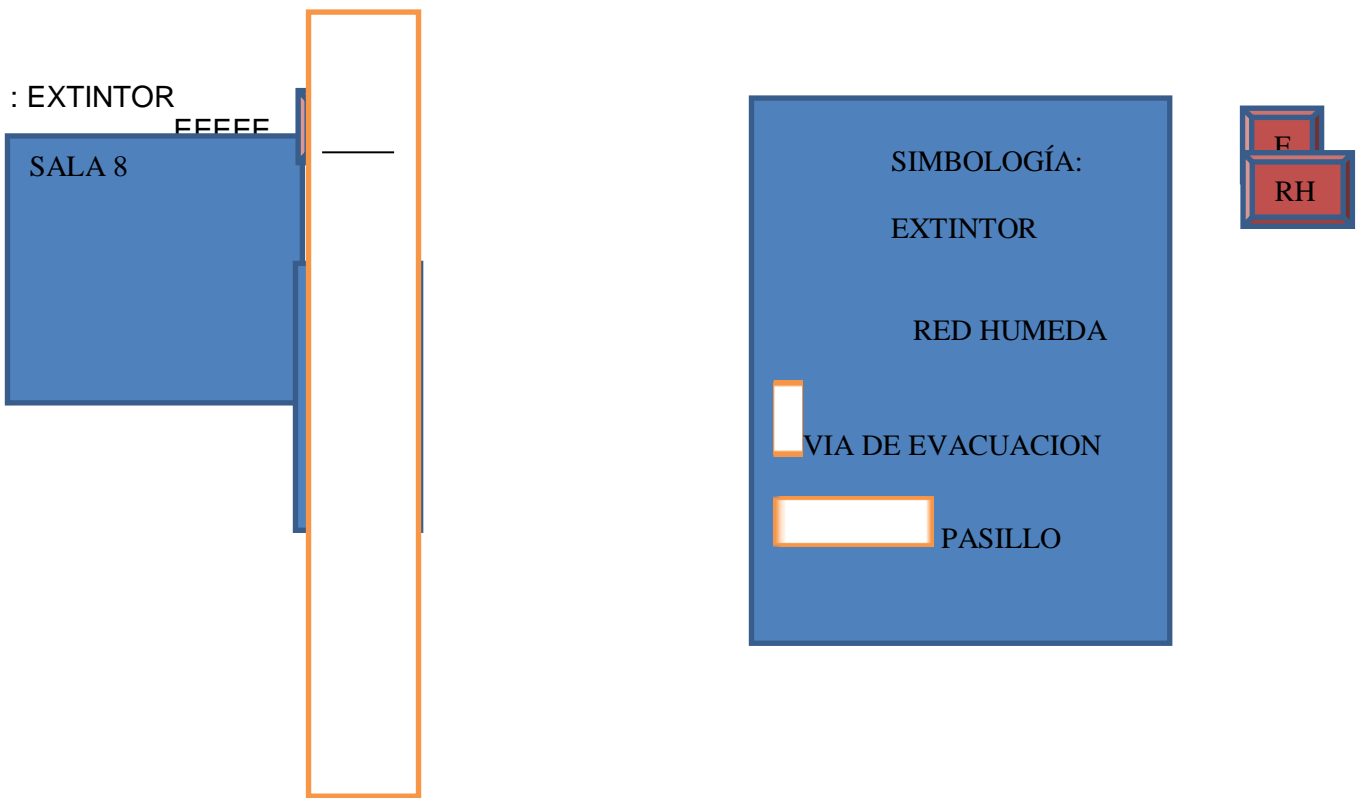 : EXTINTOR
SALA 8
SIMBOLOGÍA:
EXTINTOR
RED HUMEDA
VIA DE EVACUACION
PASILLO
RH